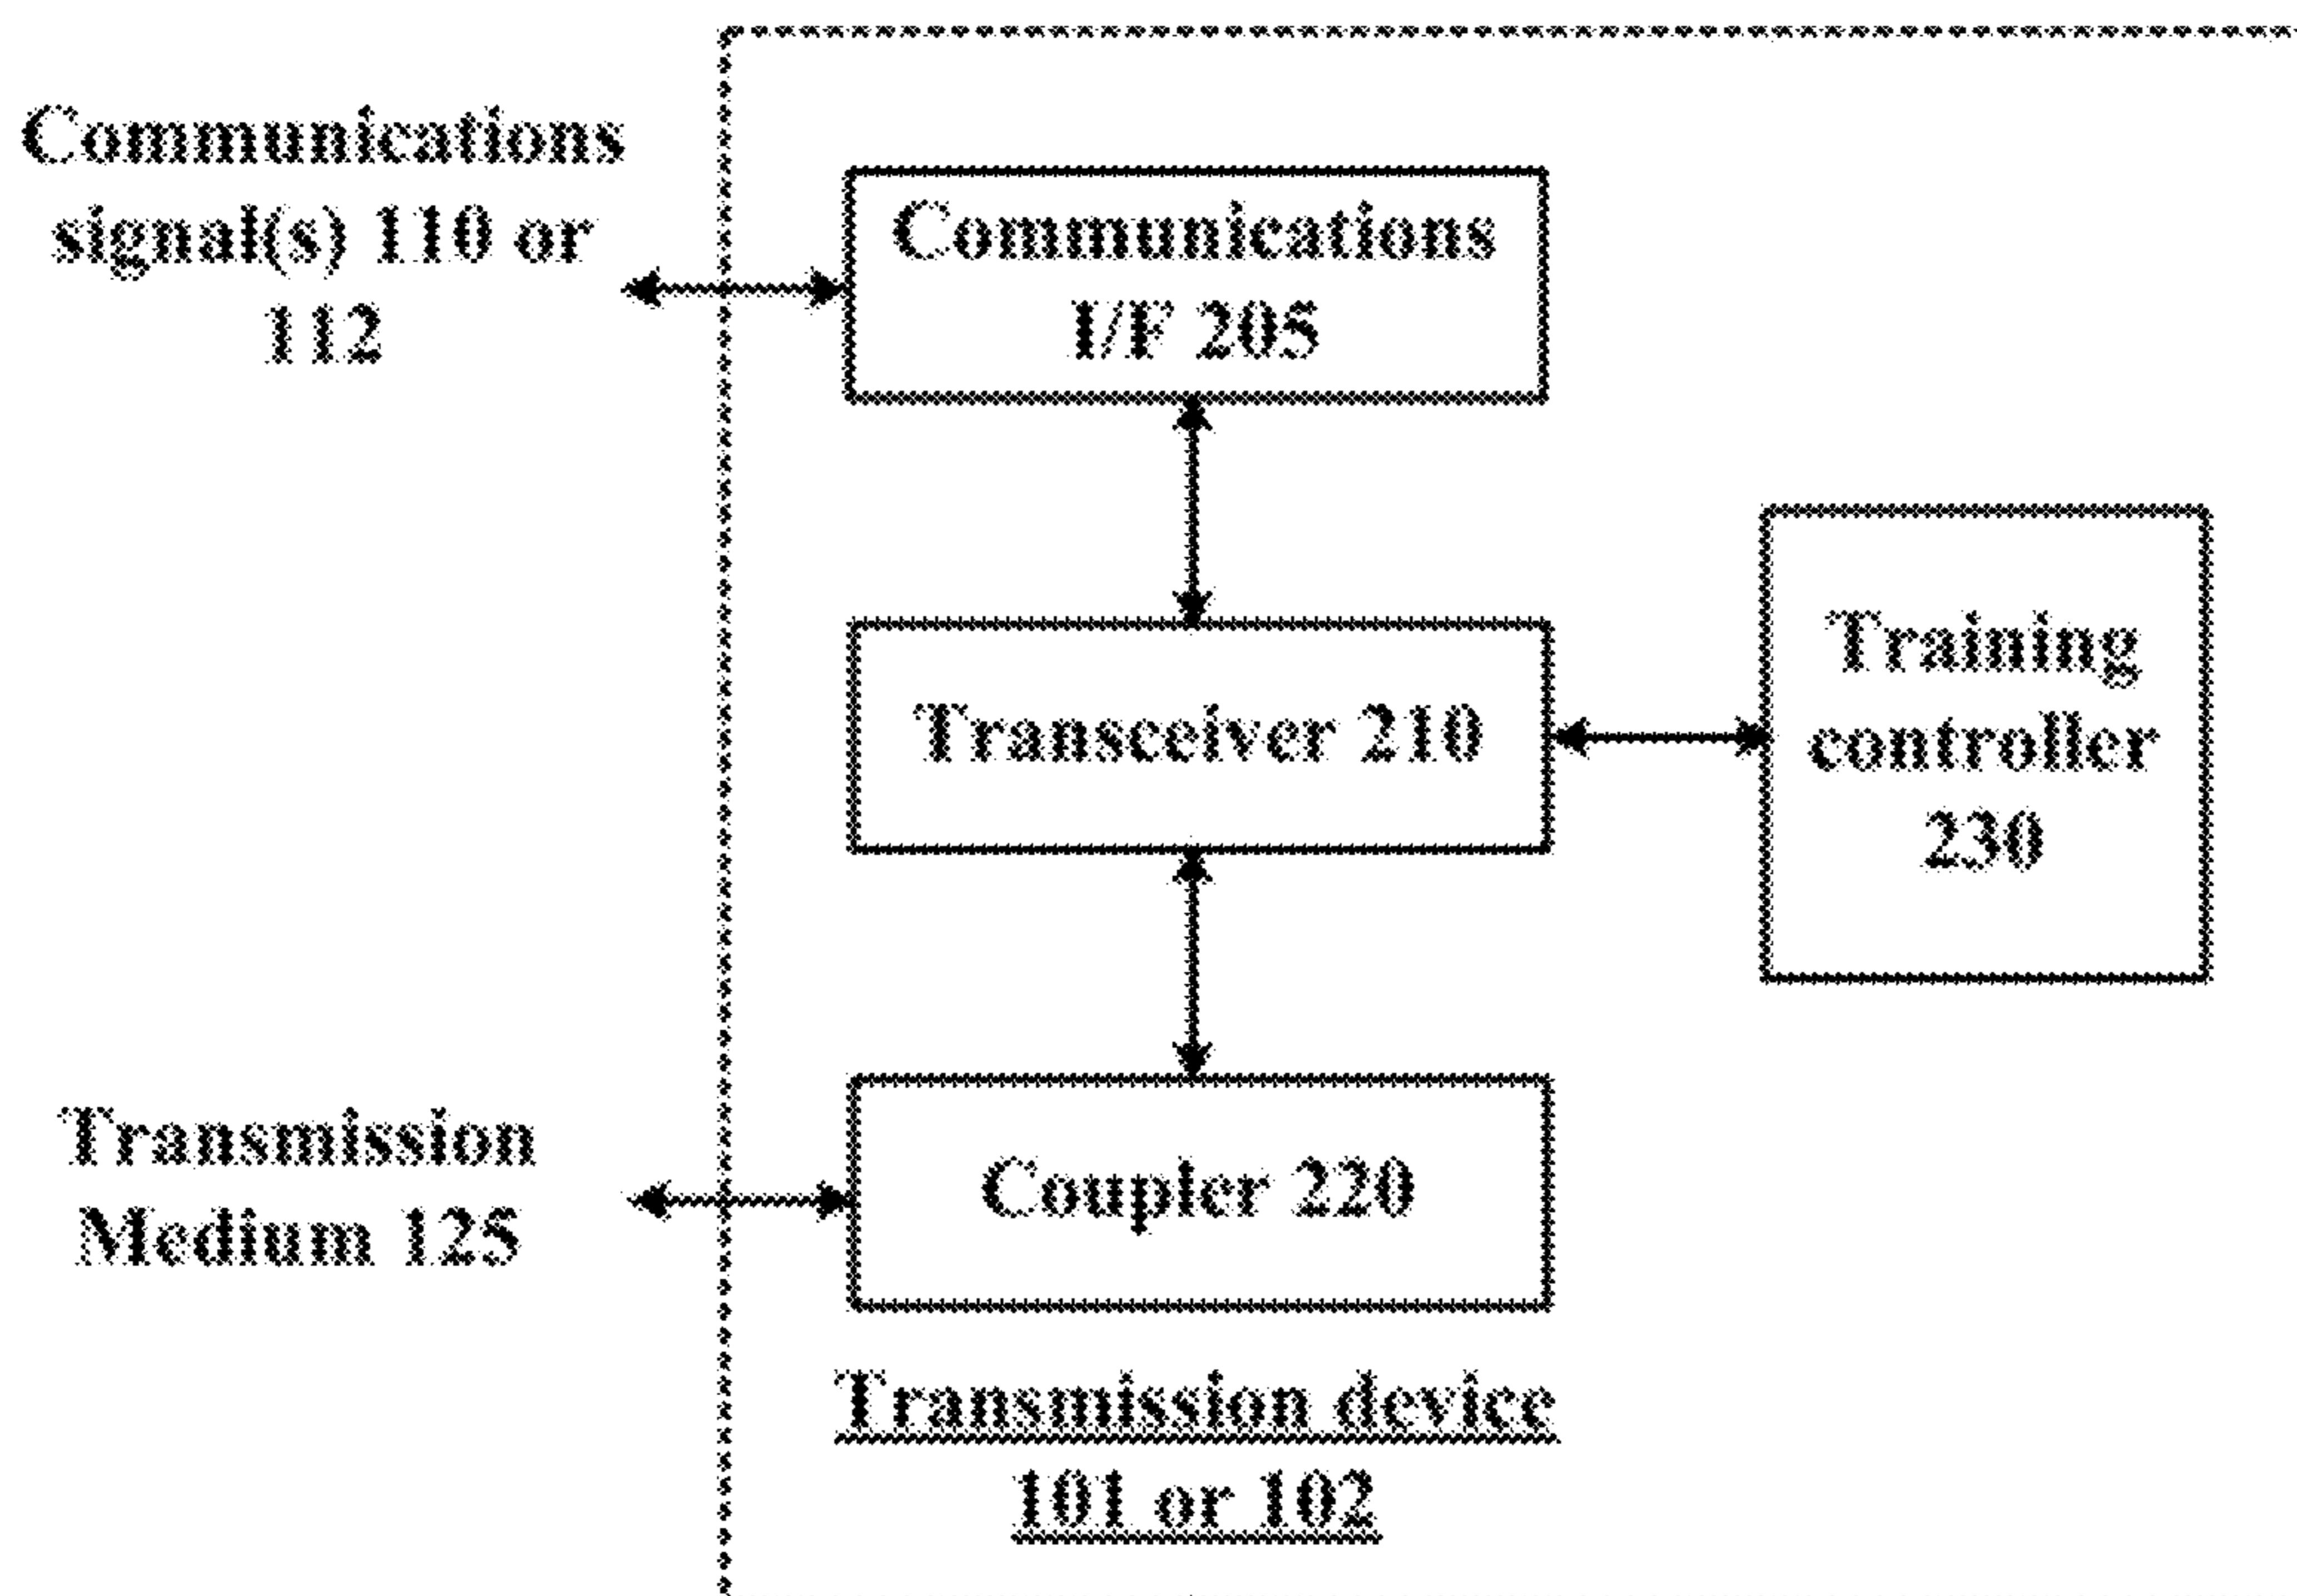 Communications
signal(s) 110 or
112
Communications
I/F 205
Transceiver 210
Training
controller
230
Transmission
Medium 125
Coupler 220
Transmission device
101 or 102